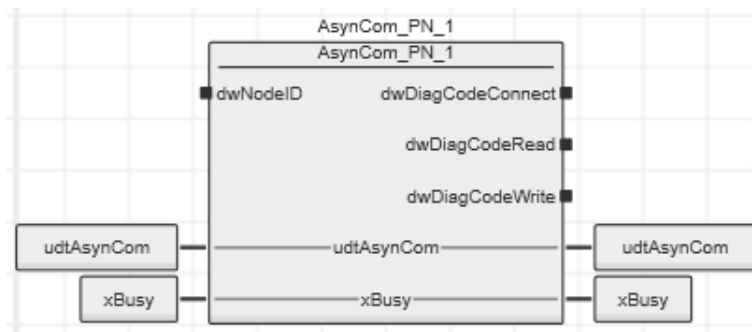 AsynCom_PN_1
AsynCom_PN_1
dwNodeID dwDiagCodeConnect
dwDiagCodeRead
dwDiagCodeWrite
udtAsynCom udtAsynCom udtAsynCom
xBusy xBusy xBusy